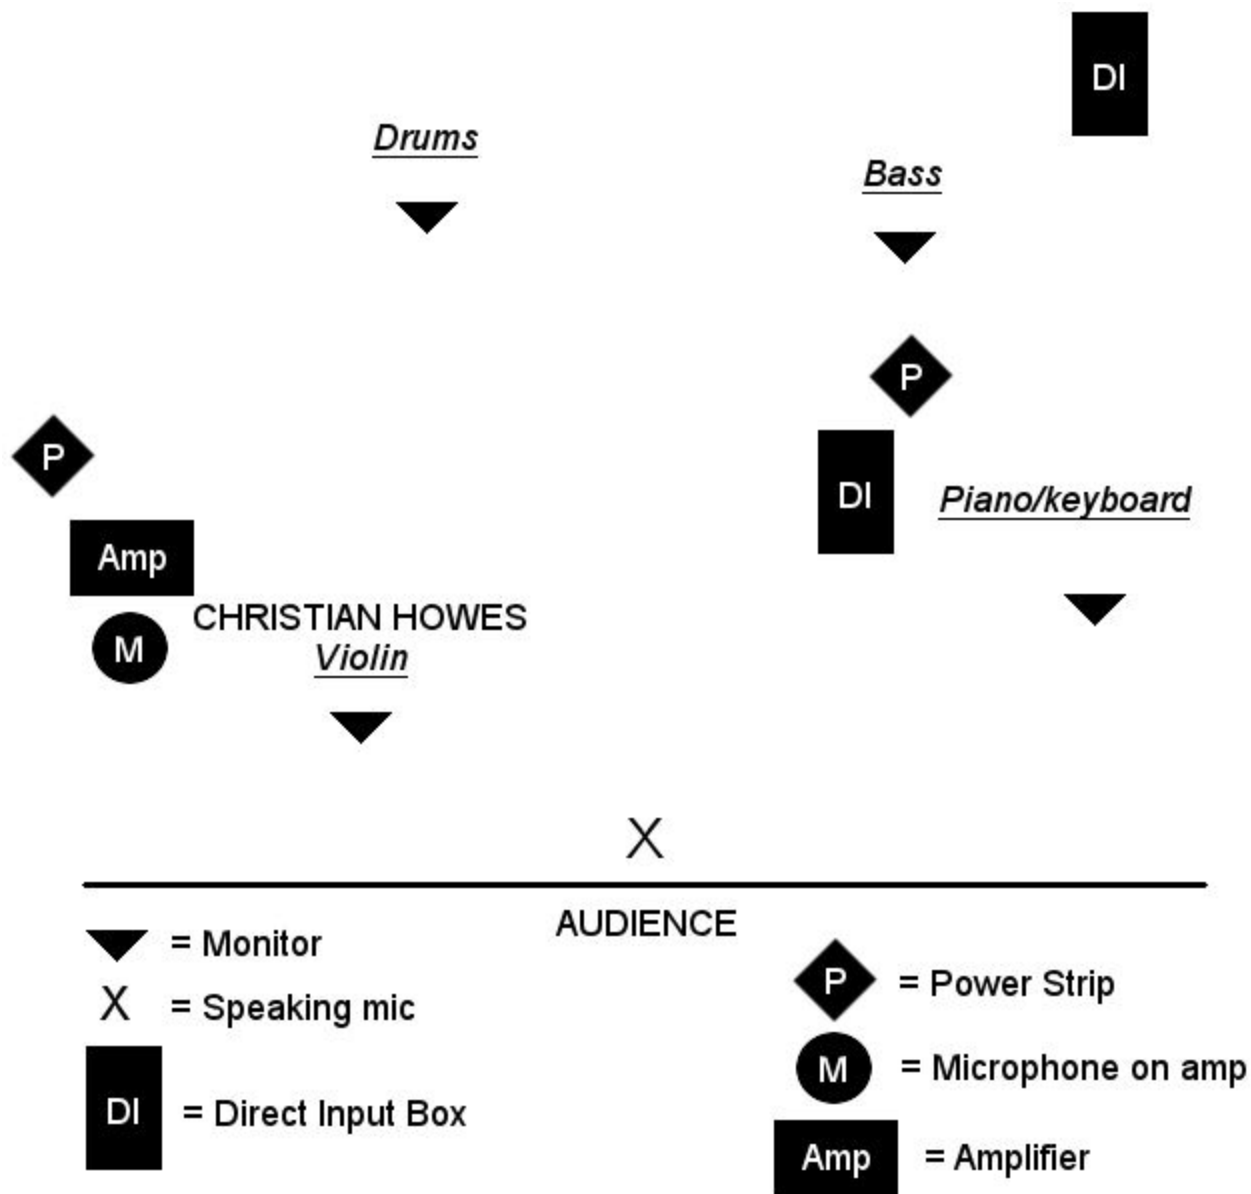 DI
Drums
Bass
P
P
DI
Piano/keyboard
Amp
CHRISTIAN HOWES
M
Violin
X
AUDIENCE
= Monitor
X = Speaking mic
DI = Direct Input Box
P = Power Strip
M = Microphone on amp
Amp = Amplifier